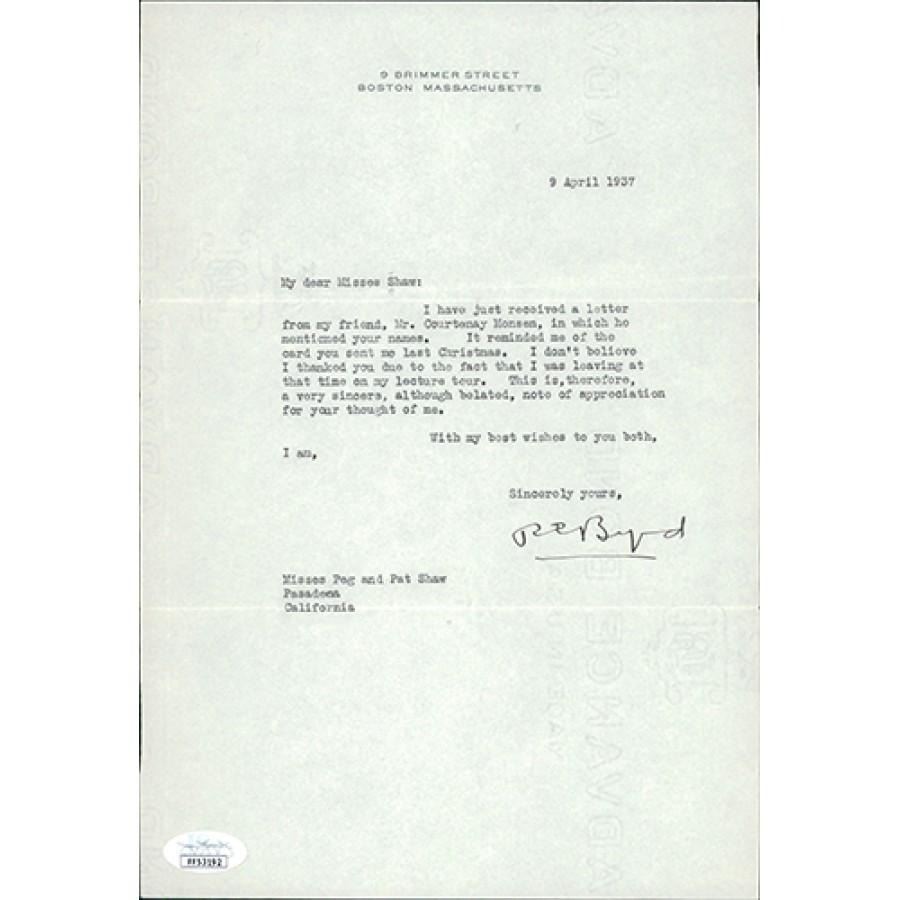 9 BRIMMER STREET
BOSTON MASSACHUSETTS
9 April 1937
My dear Misses Shaw:
I have just received a letter
from my friend, Mr. Courtenay Monsen, in which he
mentioned your names. It reminded me of the
card you sent me last Christmas. I don't believe
I thanked you due to the fact that I was leaving at
that time on my lecture tour. This is, therefore,
a very sincere, although belated, note of appreciation
for your thought of me.
With my best wishes to you both,
I am,
Sincerely yours,
R E Byrd
Misses Peg and Pat Shaw
Pasadena
California
PP53192